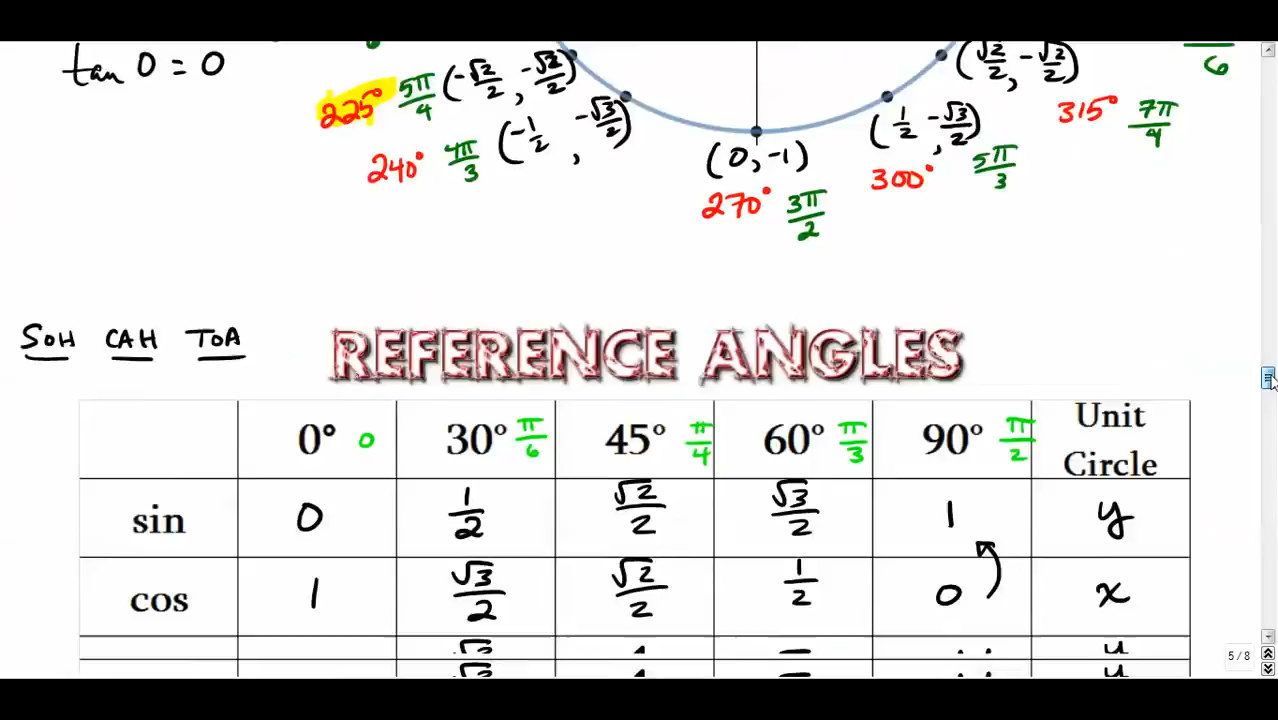 tan 0 = 0
225° 5π/4 (-√2/2, -√2/2)
240° 4π/3 (-1/2, -√3/2)
(0, -1)
270° 3π/2
(1/2, -√3/2)
300° 5π/3
(√2/2, -√2/2)
315° 7π/4
6
SOH CAH TOA
REFERENCE ANGLES
0° 0 30° π/6 45° π/4 60° π/3 90° π/2 Unit Circle
sin 0 1/2 √2/2 √3/2 1 y
cos 1 √3/2 √2/2 1/2 0 x
5 / 8